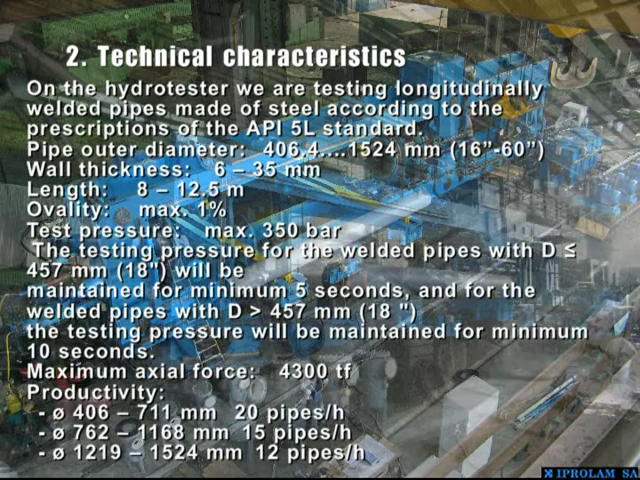 2. Technical characteristics
On the hydrotester we are testing longitudinally
welded pipes made of steel according to the
prescriptions of the API 5L standard.
Pipe outer diameter: 406.4....1524 mm (16”-60”)
Wall thickness: 6 – 35 mm
Length: 8 – 12.5 m
Ovality: max. 1%
Test pressure: max. 350 bar
The testing pressure for the welded pipes with D ≤
457 mm (18") will be
maintained for minimum 5 seconds, and for the
welded pipes with D > 457 mm (18 ")
the testing pressure will be maintained for minimum
10 seconds.
Maximum axial force: 4300 tf
Productivity:
- ø 406 – 711 mm 20 pipes/h
- ø 762 – 1168 mm 15 pipes/h
- ø 1219 – 1524 mm 12 pipes/h
IPROLAM SA